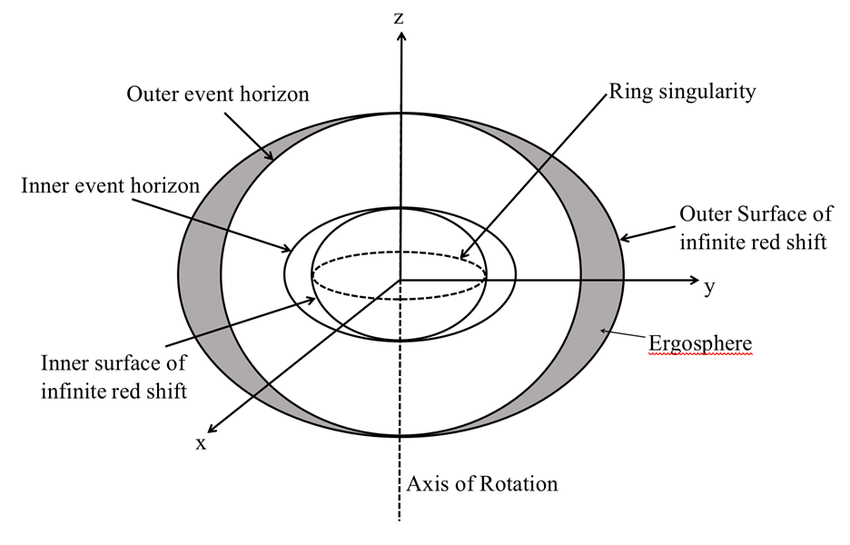 z
Outer event horizon
Ring singularity
Inner event horizon
Outer Surface of
infinite red shift
y
Ergosphere
Inner surface of
infinite red shift
x
Axis of Rotation